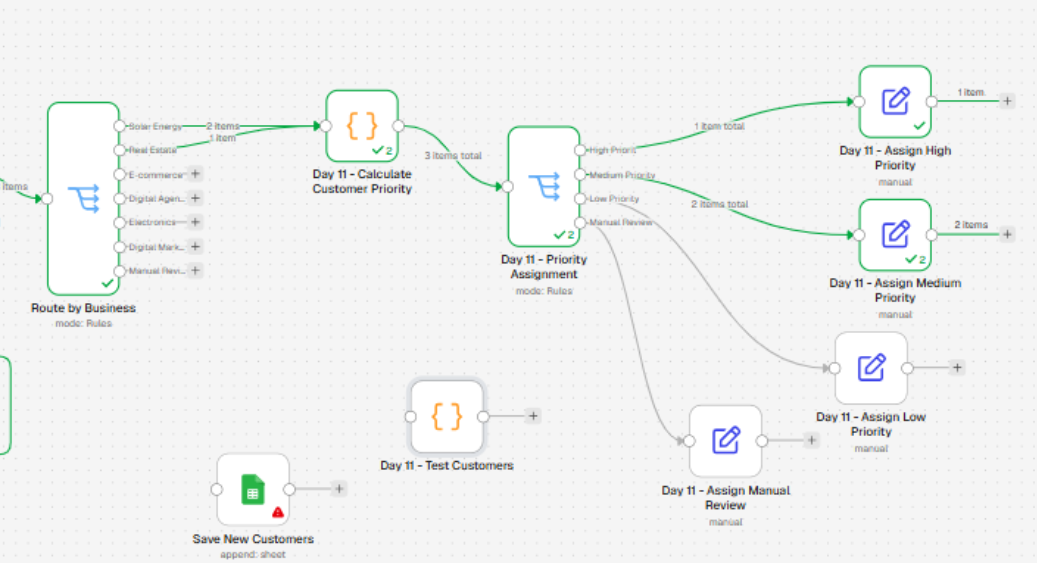 items
Solar Energy
2 items
1 item
Real Estate
E-commerce
Digital Agen...
Electronics
Digital Mark...
Manual Revi...
Route by Business
mode: Rules
2
Day 11 - Calculate
Customer Priority
3 items total
High Priorit
Medium Priority
Low Priority
Manual Review
2
Day 11 - Priority
Assignment
mode: Rules
1 item total
2 items total
1 item
Day 11 - Assign High
Priority
manual
2 items
2
Day 11 - Assign Medium
Priority
manual
Day 11 - Assign Low
Priority
manual
Day 11 - Test Customers
Day 11 - Assign Manual
Review
manual
Save New Customers
append: sheet